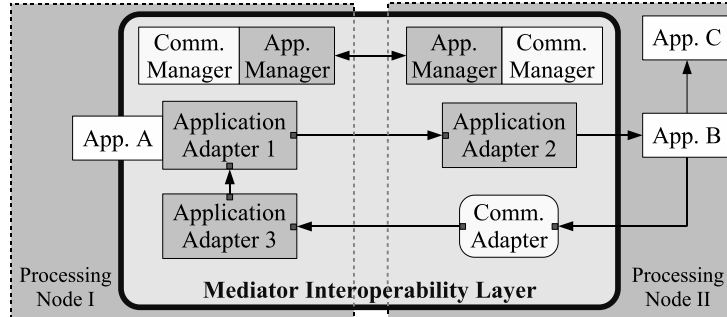 Comm.
Manager
App.
Manager
App.
Manager
Comm.
Manager
App. C
App. A
Application
Adapter 1
Application
Adapter 2
App. B
Application
Adapter 3
Comm.
Adapter
Processing
Node I
Mediator Interoperability Layer
Processing
Node II